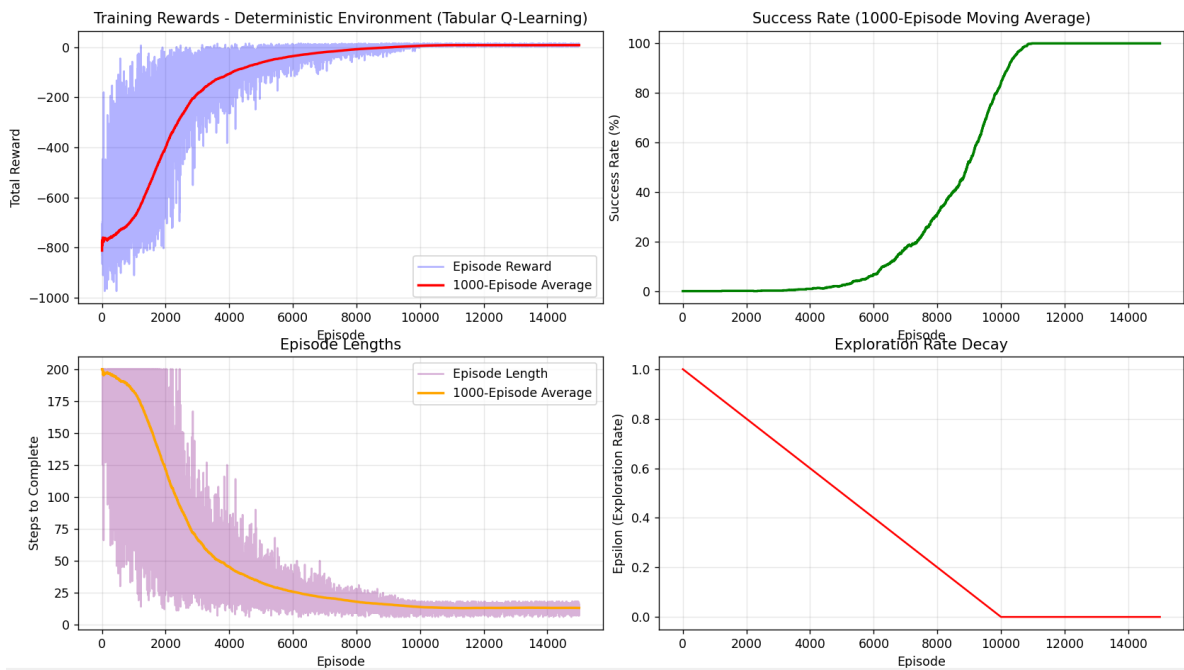 Training Rewards - Deterministic Environment (Tabular Q-Learning)
0
−200
−400
−600
−800
−1000
Total Reward
Episode Reward
1000-Episode Average
0 2000 4000 6000 8000 10000 12000 14000
Episode
Success Rate (1000-Episode Moving Average)
100
80
60
40
20
0
Success Rate (%)
0 2000 4000 6000 8000 10000 12000 14000
Episode
Episode Lengths
200
175
150
125
100
75
50
25
0
Steps to Complete
Episode Length
1000-Episode Average
0 2000 4000 6000 8000 10000 12000 14000
Episode
Exploration Rate Decay
1.0
0.8
0.6
0.4
0.2
0.0
Epsilon (Exploration Rate)
0 2000 4000 6000 8000 10000 12000 14000
Episode